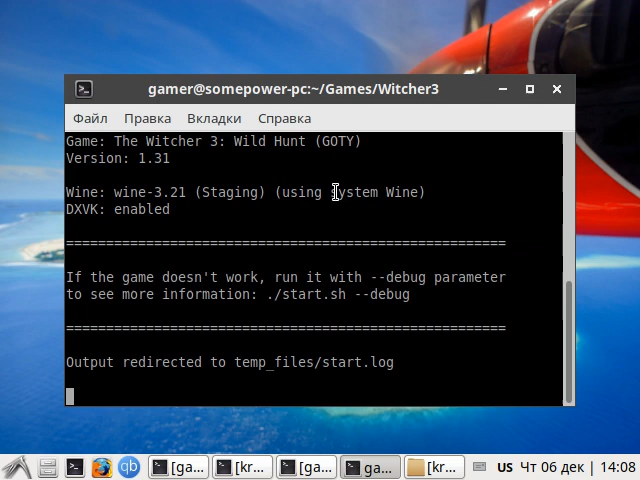 gamer@somepower-pc:~/Games/Witcher3
Файл Правка Вкладки Справка
Game: The Witcher 3: Wild Hunt (GOTY)
Version: 1.31
Wine: wine-3.21 (Staging) (using system Wine)
DXVK: enabled
=======================================================
If the game doesn't work, run it with --debug parameter
to see more information: ./start.sh --debug
=======================================================
Output redirected to temp_files/start.log
qb [ga... [kr... [ga... ga... [kr... US Чт 06 дек | 14:08